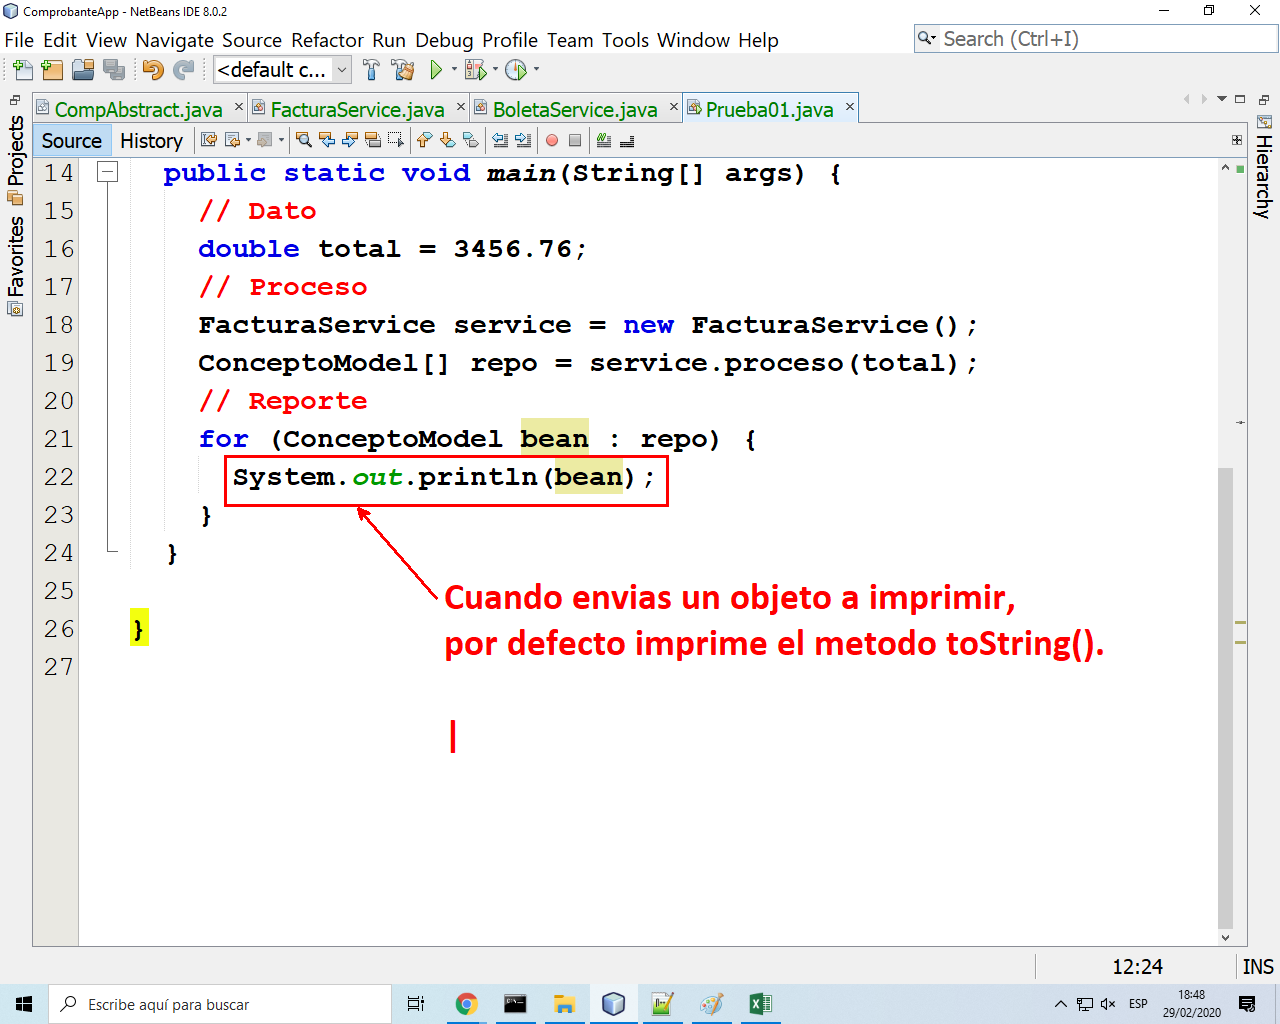 ComprobanteApp - NetBeans IDE 8.0.2
File Edit View Navigate Source Refactor Run Debug Profile Team Tools Window Help
Search (Ctrl+I)
<default c...
CompAbstract.java
FacturaService.java
BoletaService.java
Prueba01.java
Projects
Favorites
Hierarchy
Source History
14 public static void main(String[] args) {
15 // Dato
16 double total = 3456.76;
17 // Proceso
18 FacturaService service = new FacturaService();
19 ConceptoModel[] repo = service.proceso(total);
20 // Reporte
21 for (ConceptoModel bean : repo) {
22 System.out.println(bean);
23 }
24 }
25
26 }
27
Cuando envias un objeto a imprimir,
por defecto imprime el metodo toString().
12:24 INS
Escribe aquí para buscar
ESP
18:48
29/02/2020